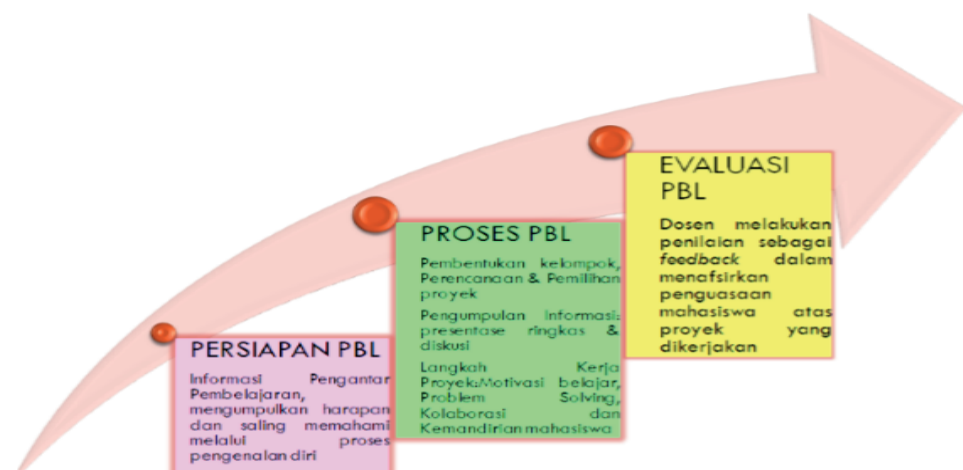 PERSIAPAN PBL
Informasi Pengantar
Pembelajaran,
mengumpulkan harapan
dan saling memahami
melalui proses
pengenalan diri
PROSES PBL
Pembentukan kelompok,
Perencanaan & Pemilihan
proyek
Pengumpulan Informasi:
presentase ringkas &
diskusi
Langkah Kerja
Proyek:Motivasi belajar,
Problem Solving,
Kolaborasi dan
Kemandirian mahasiswa
EVALUASI
PBL
Dosen melakukan
penilaian sebagai
feedback dalam
menafsirkan
penguasaan
mahasiswa atas
proyek yang
dikerjakan